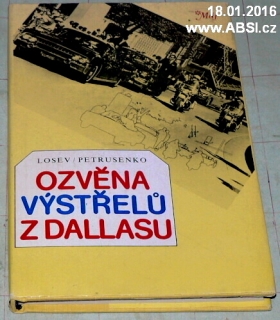 18.01.2016
www.ABSI.cz
LOSEV / PETRUSENKO
OZVĚNA
VÝSTŘELŮ
Z DALLASU